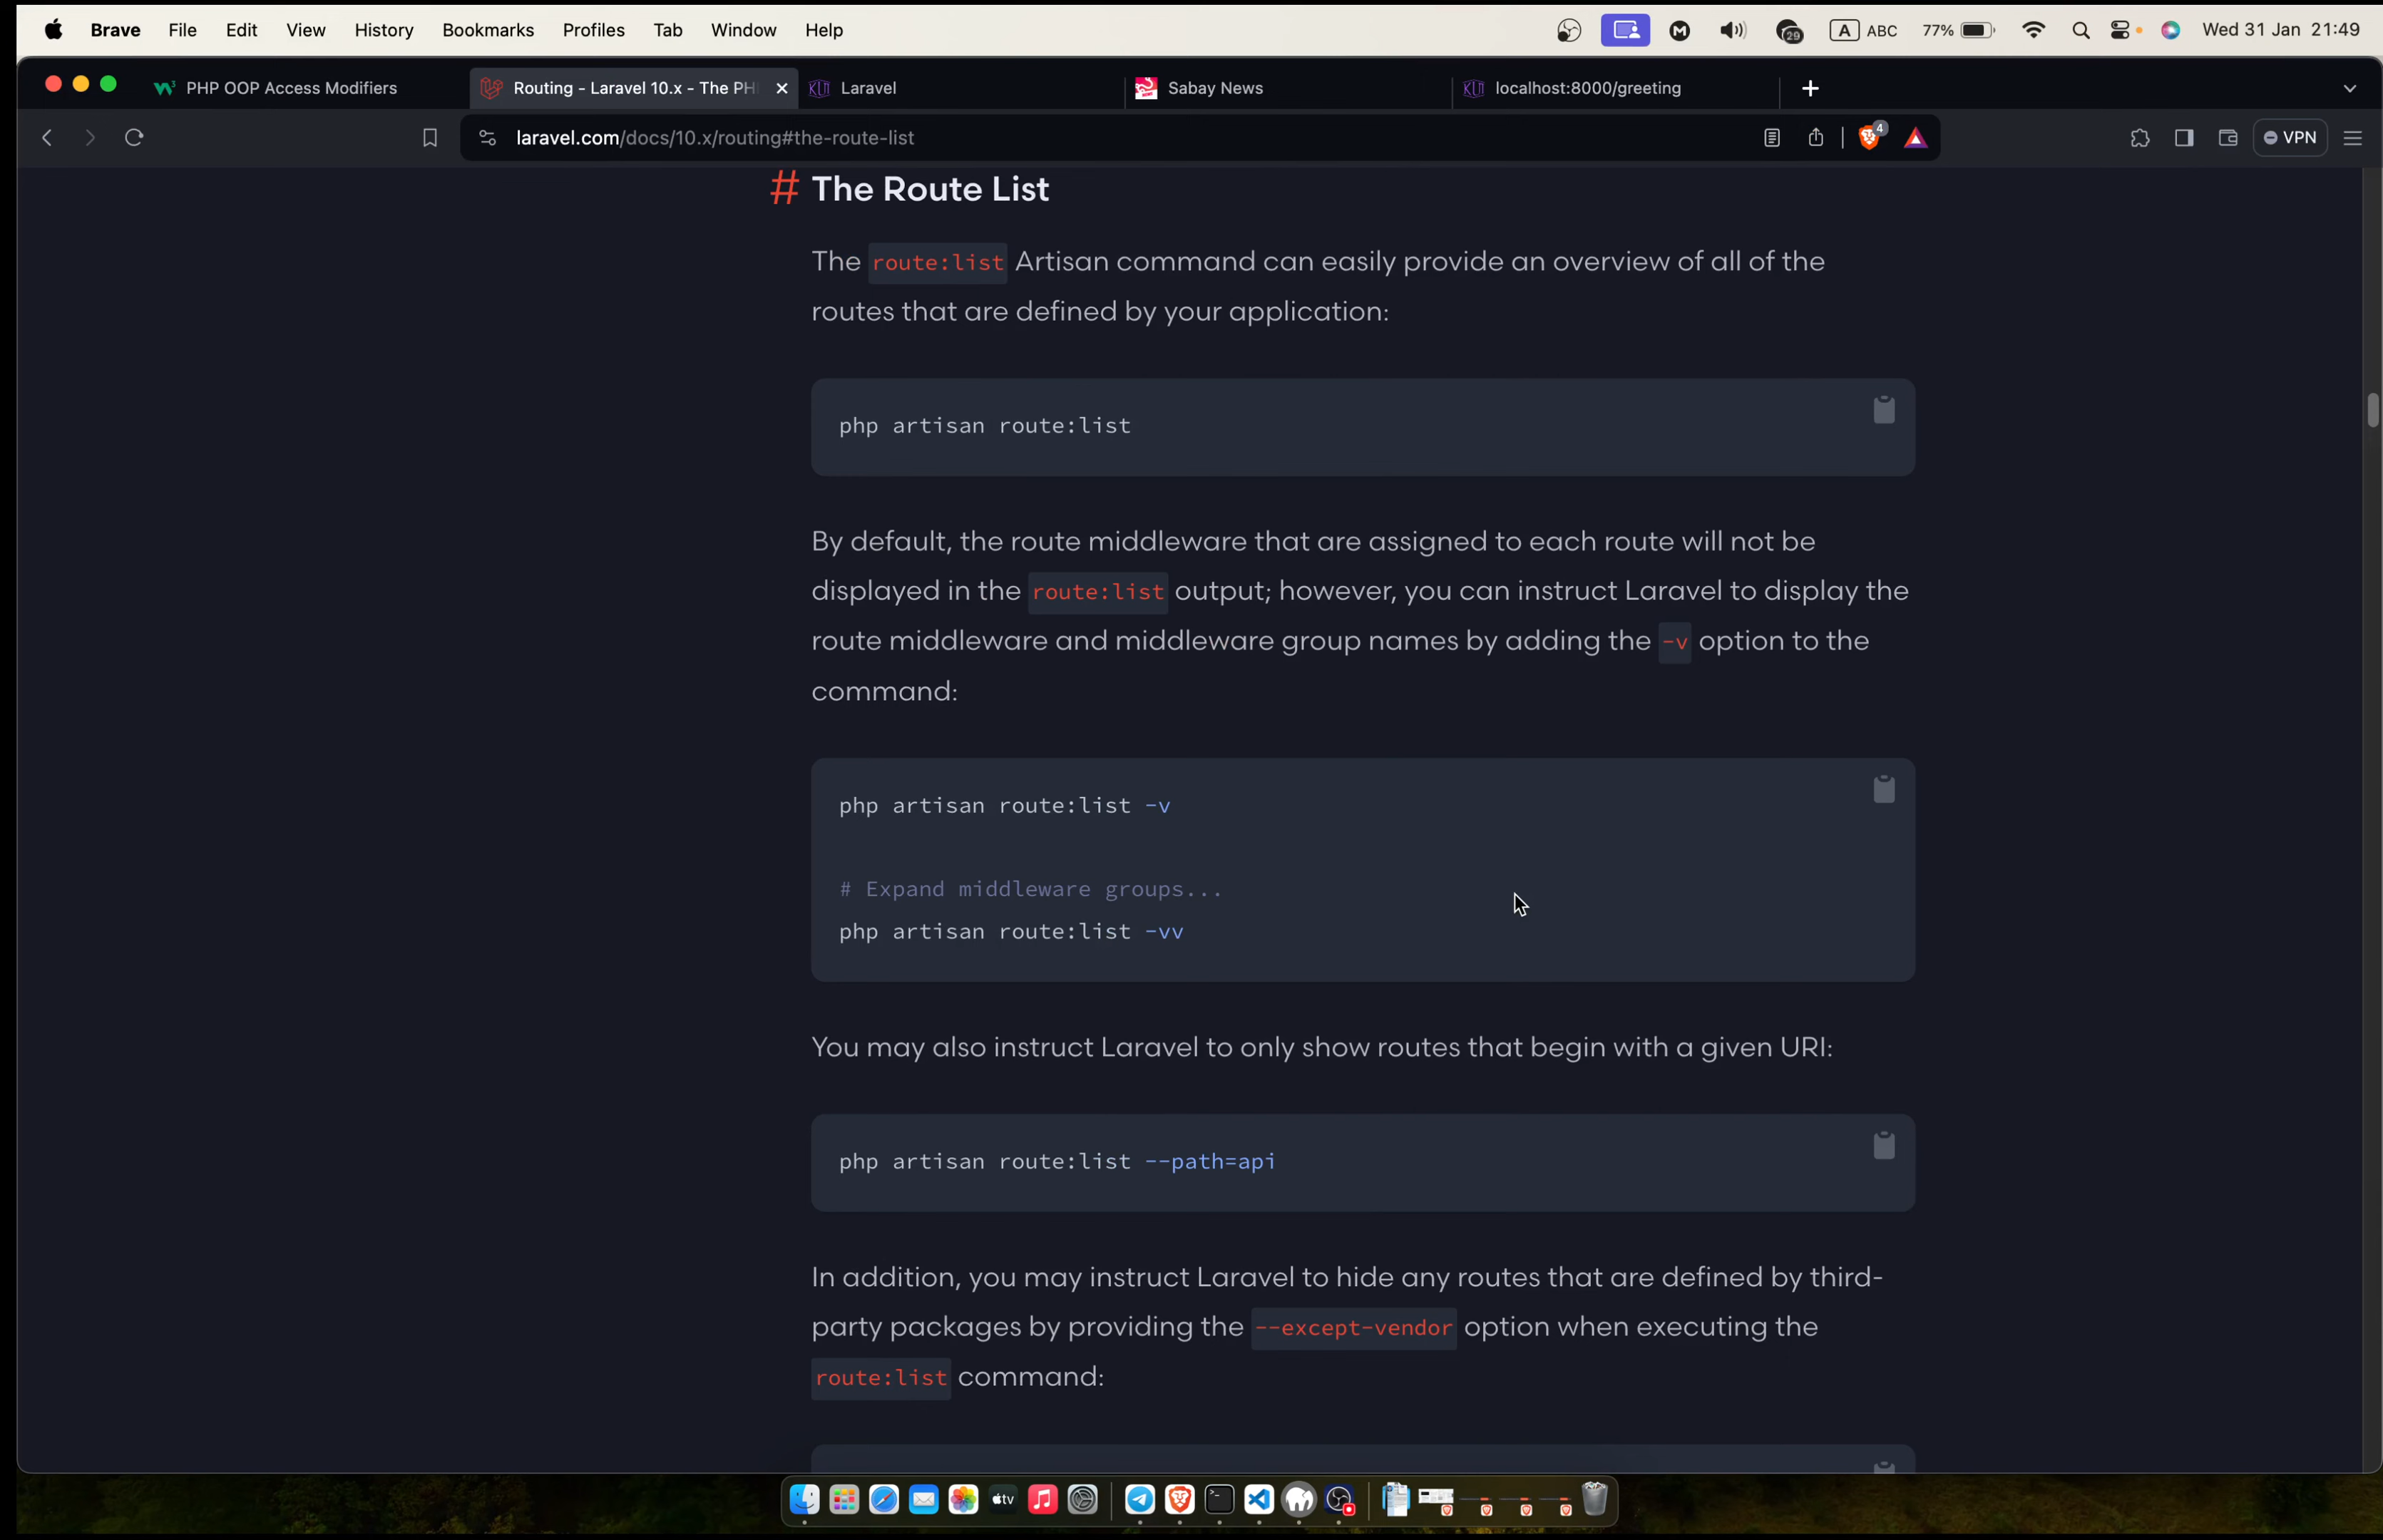 Brave File Edit View History Bookmarks Profiles Tab Window Help 29 A ABC 77% Wed 31 Jan 21:49
PHP OOP Access Modifiers Routing - Laravel 10.x - The PH Laravel Sabay News localhost:8000/greeting
laravel.com/docs/10.x/routing#the-route-list 4 VPN
# The Route List
The route:list Artisan command can easily provide an overview of all of the
routes that are defined by your application:
php artisan route:list
By default, the route middleware that are assigned to each route will not be
displayed in the route:list output; however, you can instruct Laravel to display the
route middleware and middleware group names by adding the -v option to the
command:
php artisan route:list -v
# Expand middleware groups...
php artisan route:list -vv
You may also instruct Laravel to only show routes that begin with a given URI:
php artisan route:list --path=api
In addition, you may instruct Laravel to hide any routes that are defined by third-
party packages by providing the --except-vendor option when executing the
route:list command:
tv